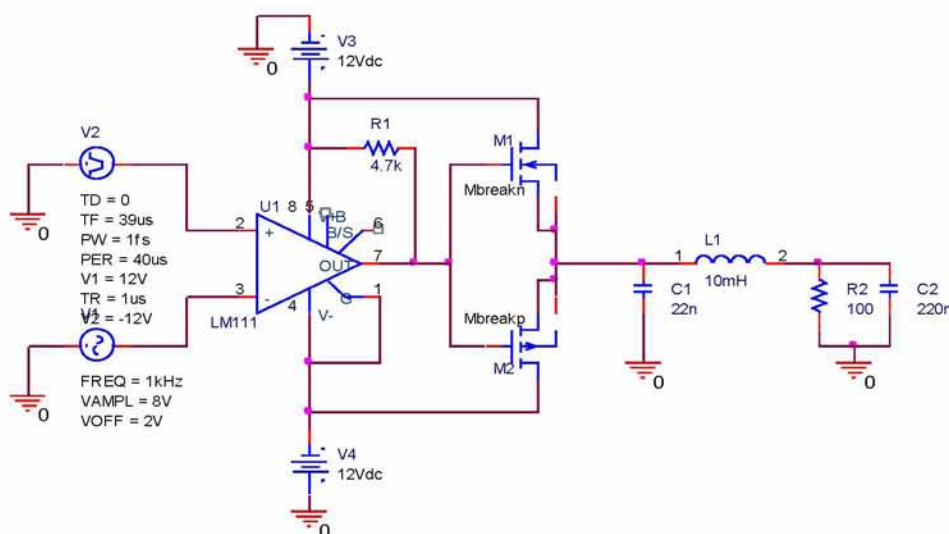 V3
12Vdc
0
R1
4.7k
M1
Mbreakn
V2
0
TD = 0
TF = 39us
PW = 1fs
PER = 40us
V1 = 12V
TR = 1us
V2 = -12V
U1
8
5
V+
B
B/S
6
2
+
OUT
7
3
-
4
G
1
LM111
V-
V1
0
FREQ = 1kHz
VAMPL = 8V
VOFF = 2V
Mbreakp
M2
1
L1
2
10mH
C1
22n
0
R2
100
C2
220n
0
V4
12Vdc
0